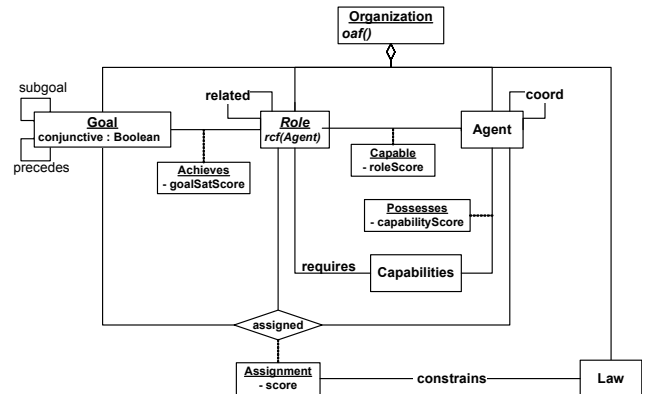 Organization
oaf()
subgoal
Goal
conjunctive : Boolean
precedes
related
Role
rcf(Agent)
coord
Agent
Achieves
- goalSatScore
Capable
- roleScore
Possesses
- capabilityScore
requires
Capabilities
assigned
Assignment
- score
constrains
Law